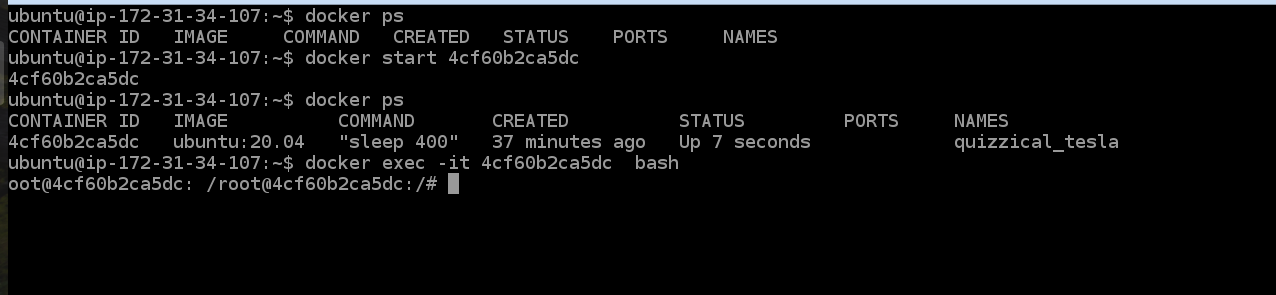 ubuntu@ip-172-31-34-107:~$ docker ps
CONTAINER ID   IMAGE     COMMAND   CREATED   STATUS    PORTS     NAMES
ubuntu@ip-172-31-34-107:~$ docker start 4cf60b2ca5dc
4cf60b2ca5dc
ubuntu@ip-172-31-34-107:~$ docker ps
CONTAINER ID   IMAGE          COMMAND       CREATED          STATUS         PORTS     NAMES
4cf60b2ca5dc   ubuntu:20.04   "sleep 400"   37 minutes ago   Up 7 seconds             quizzical_tesla
ubuntu@ip-172-31-34-107:~$ docker exec -it 4cf60b2ca5dc  bash
oot@4cf60b2ca5dc: /root@4cf60b2ca5dc:/#